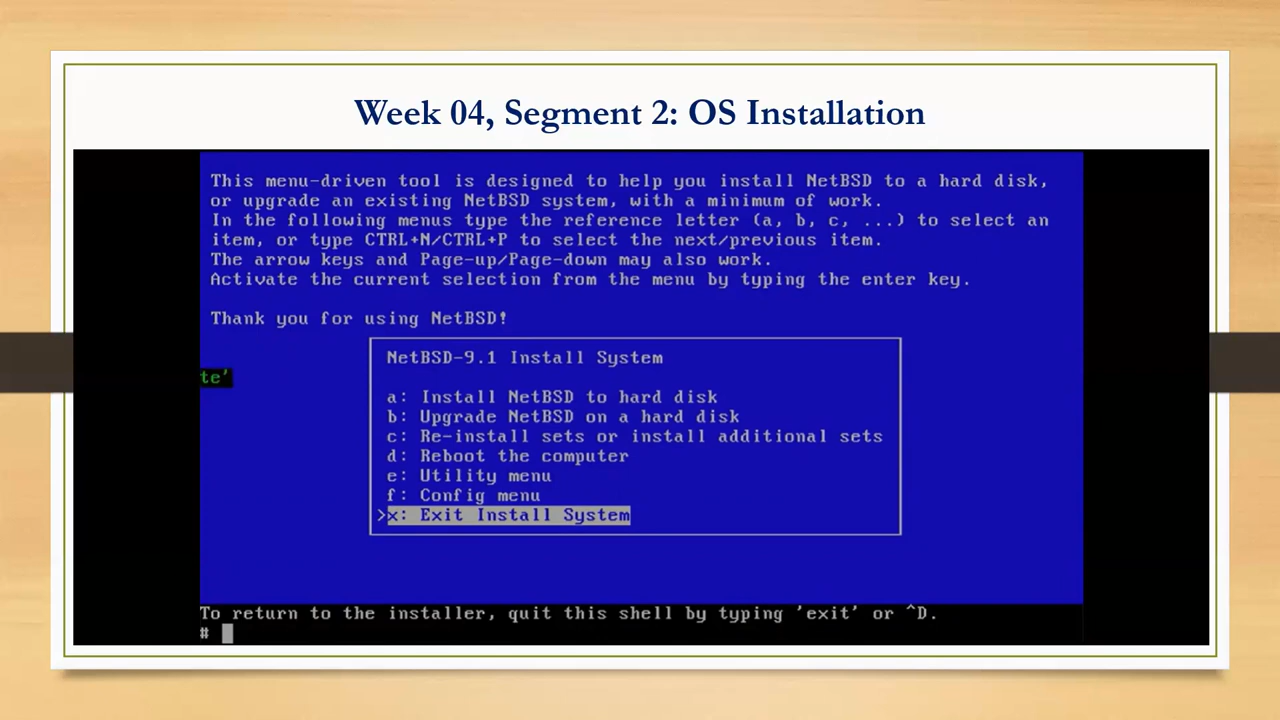 Week 04, Segment 2: OS Installation
This menu-driven tool is designed to help you install NetBSD to a hard disk,
or upgrade an existing NetBSD system, with a minimum of work.
In the following menus type the reference letter (a, b, c, ...) to select an
item, or type CTRL+N/CTRL+P to select the next/previous item.
The arrow keys and Page-up/Page-down may also work.
Activate the current selection from the menu by typing the enter key.
Thank you for using NetBSD!
NetBSD-9.1 Install System
te'
a: Install NetBSD to hard disk
b: Upgrade NetBSD on a hard disk
c: Re-install sets or install additional sets
d: Reboot the computer
e: Utility menu
f: Config menu
>x: Exit Install System
To return to the installer, quit this shell by typing 'exit' or ^D.
#